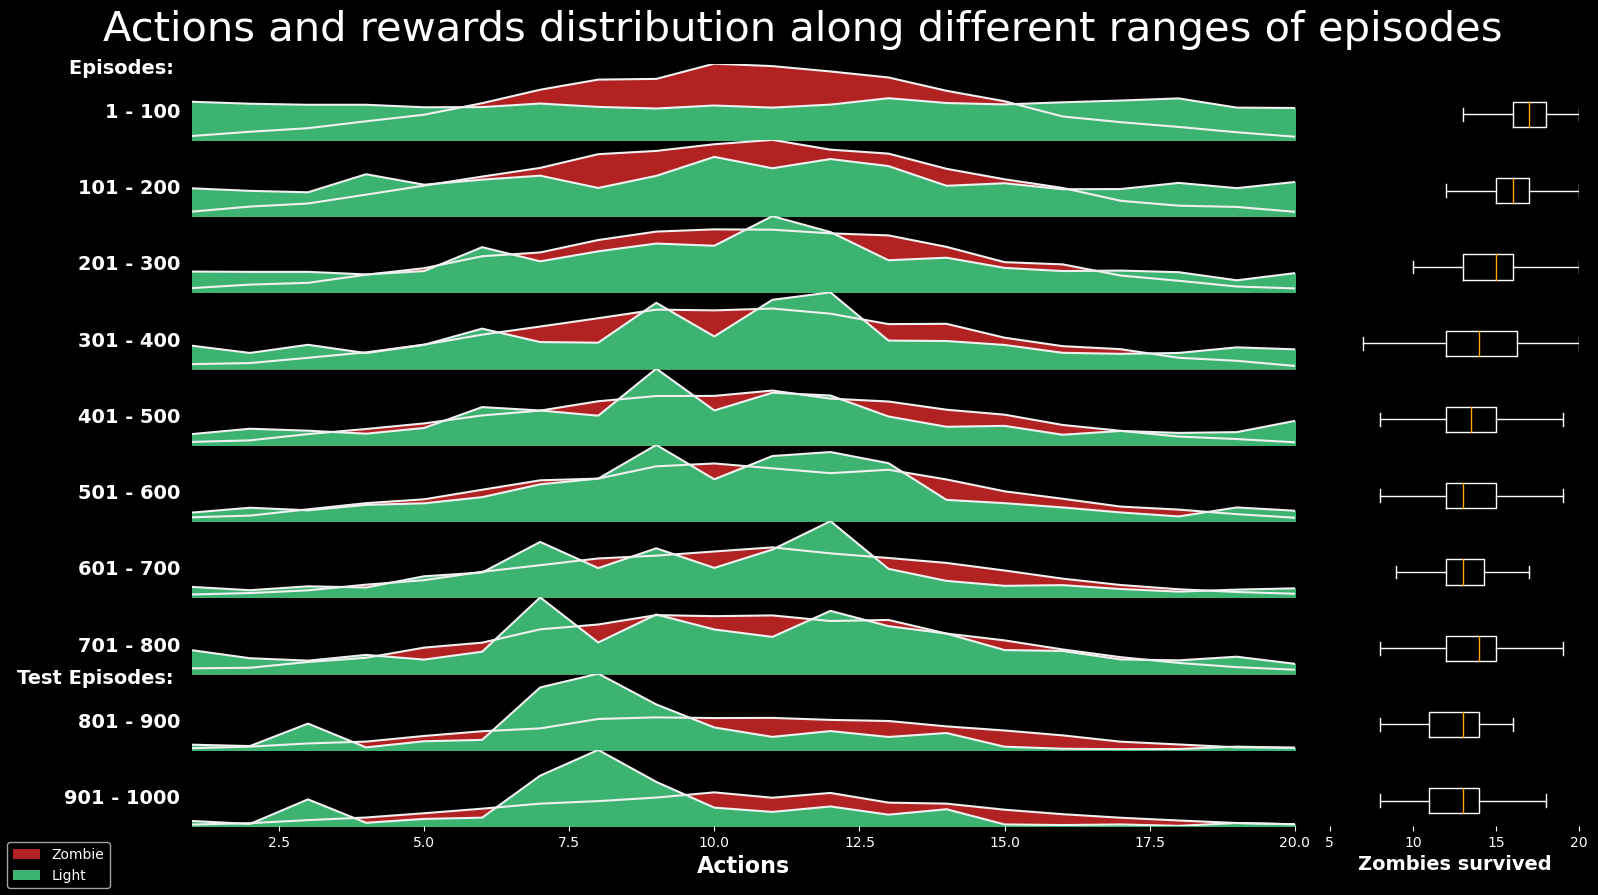 Actions and rewards distribution along different ranges of episodes
Episodes:
1 - 100
101 - 200
201 - 300
301 - 400
401 - 500
501 - 600
601 - 700
701 - 800
Test Episodes:
801 - 900
901 - 1000
2.5 5.0 7.5 10.0 12.5 15.0 17.5 20.0
Actions
5 10 15 20
Zombies survived
Zombie
Light